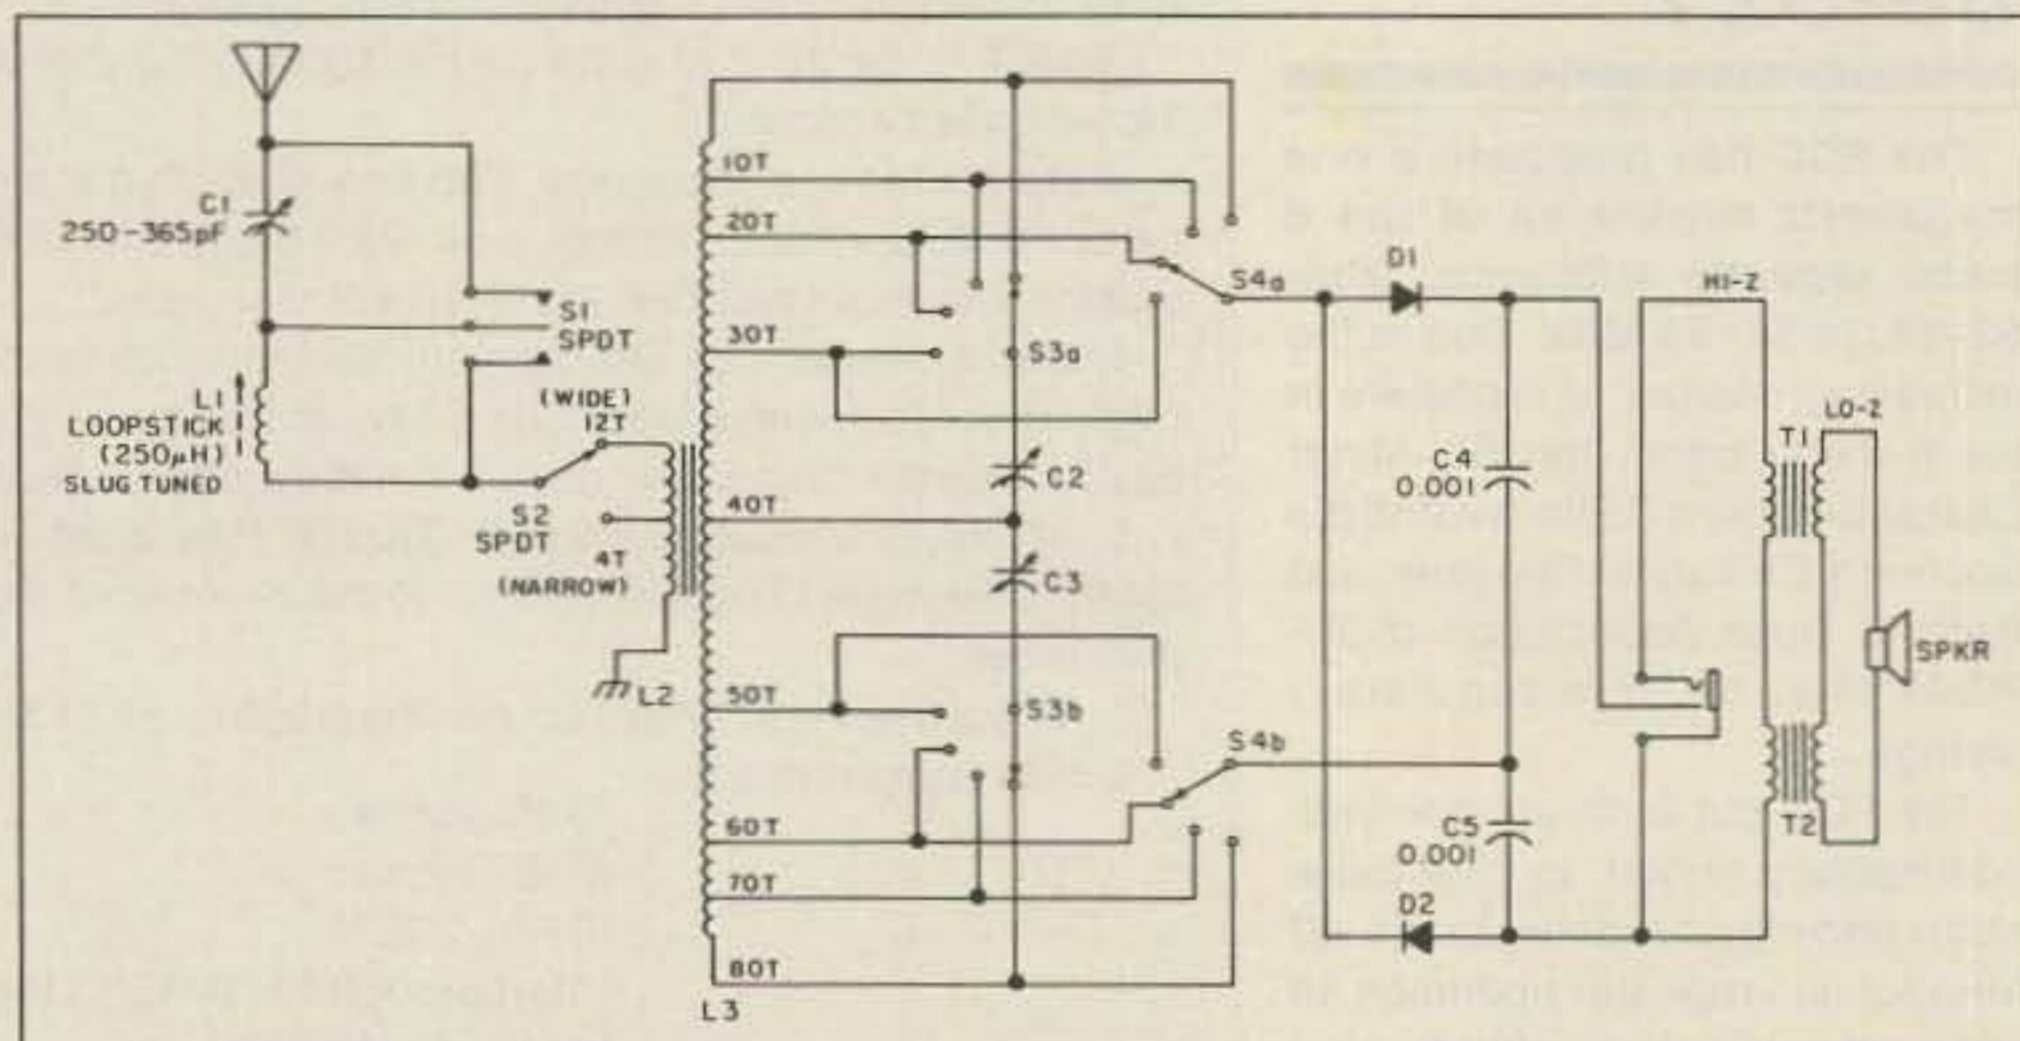 C1
250-365pF
L1
LOOPSTICK
(250μH)
SLUG TUNED
S1
SPDT
(WIDE)
12T
S2
SPDT
4T
(NARROW)
L2
10T
20T
30T
40T
50T
60T
70T
80T
L3
S3a
C2
C3
S3b
S4a
S4b
D1
C4
0.001
C5
0.001
D2
HI-Z
T1
LO-Z
T2
SPKR